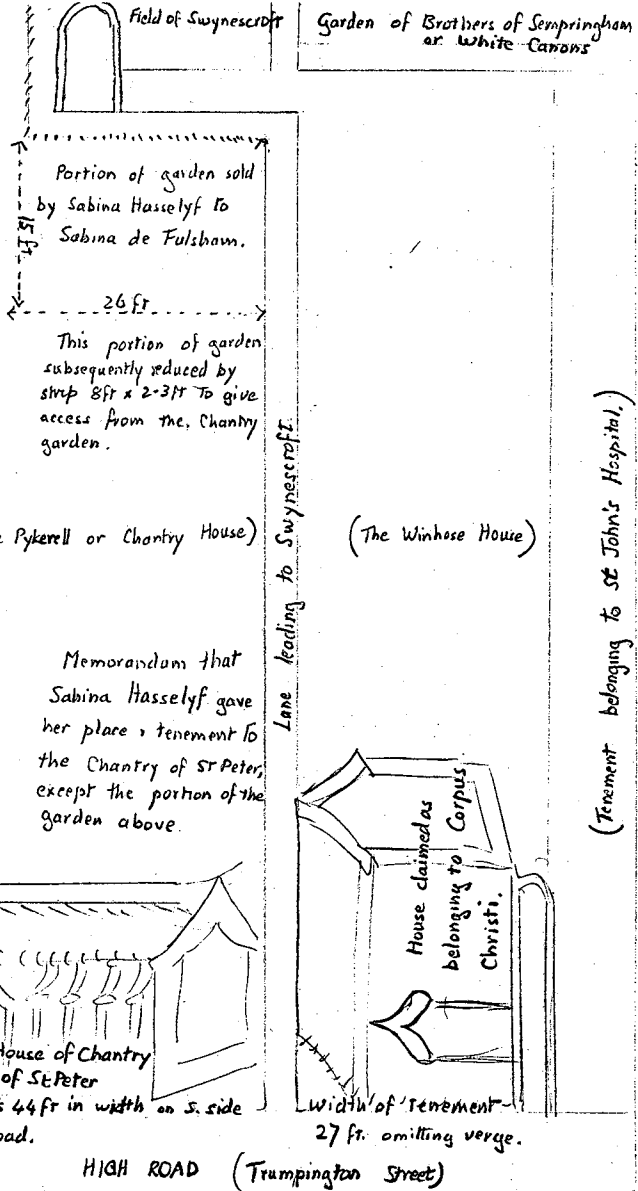 Field of Swynescroft
Garden of Brothers of Sempringham
or White Canons
Portion of garden sold
by Sabina Hasselyf to
Sabina de Fulsham.
15 ft
26 ft
This portion of garden
subsequently reduced by
strip 8ft x 2-3ft To give
access from the, Chantry
garden.
Pykerell or Chantry House)
Lane leading to Swynescroft.
(The Winhose House)
(Tenement belonging to St John's Hospital.)
Memorandum that
Sabina Hasselyf gave
her place & tenement To
the Chantry of St Peter,
except the portion of the
garden above.
House claimed as
belonging to Corpus
Christi.
House of Chantry
of St Peter
44 ft in width on S. side
Width of Tenement
27 ft. omitting verge.
HIGH ROAD (Trumpington Street)